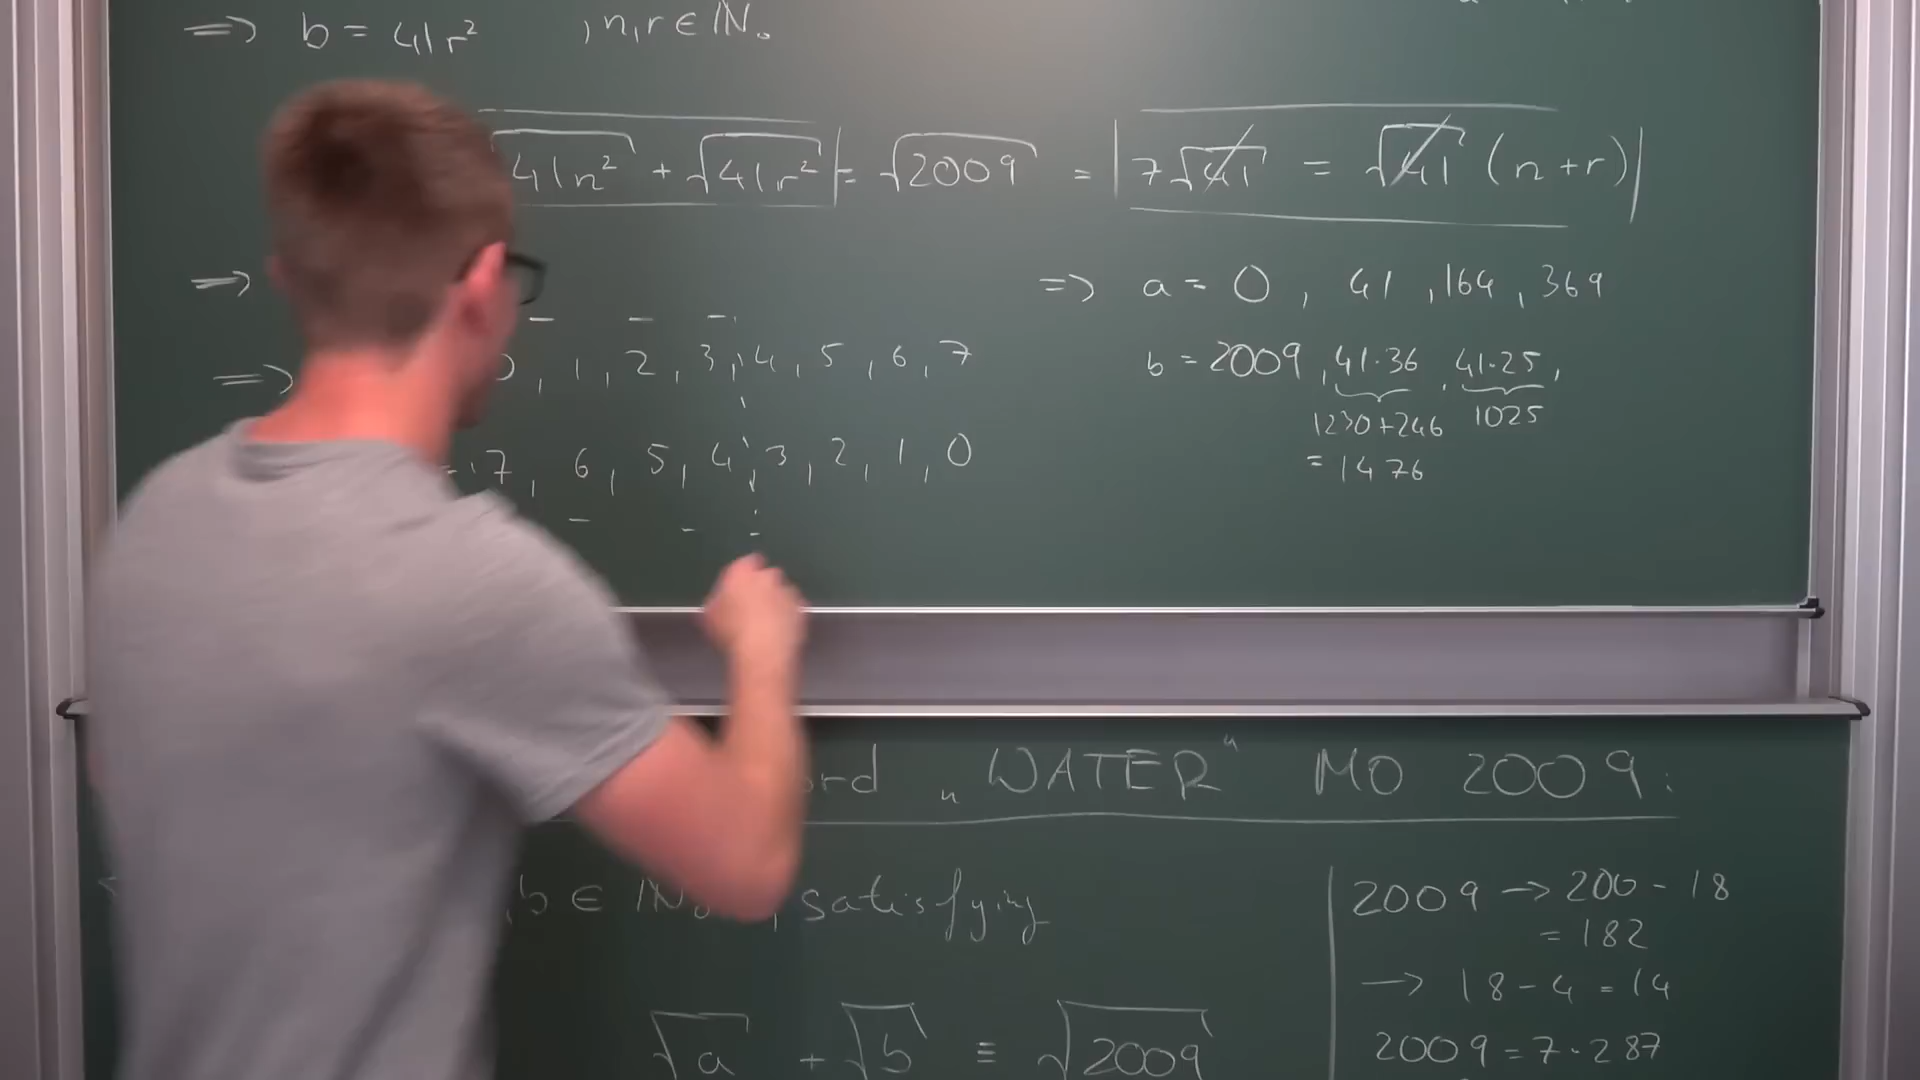 ⇒ b = 41r² , n,r ∈ ℕ₀
41n² + √41r² = √2009 = 7√41 = √41 (n+r)
⇒
⇒ a = 0, 41, 164, 369
⇒ , 1, 2, 3, 4, 5, 6, 7
b = 2009, 41·36, 41·25,
1230+246 1025
= 1476
= 7, 6, 5, 4, 3, 2, 1, 0
ord „WATER“ MO 2009:
,b ∈ ℕ₀, satisfying
√a + √b = √2009
2009 → 200 - 18
= 182
→ 18 - 4 = 14
2009 = 7·287